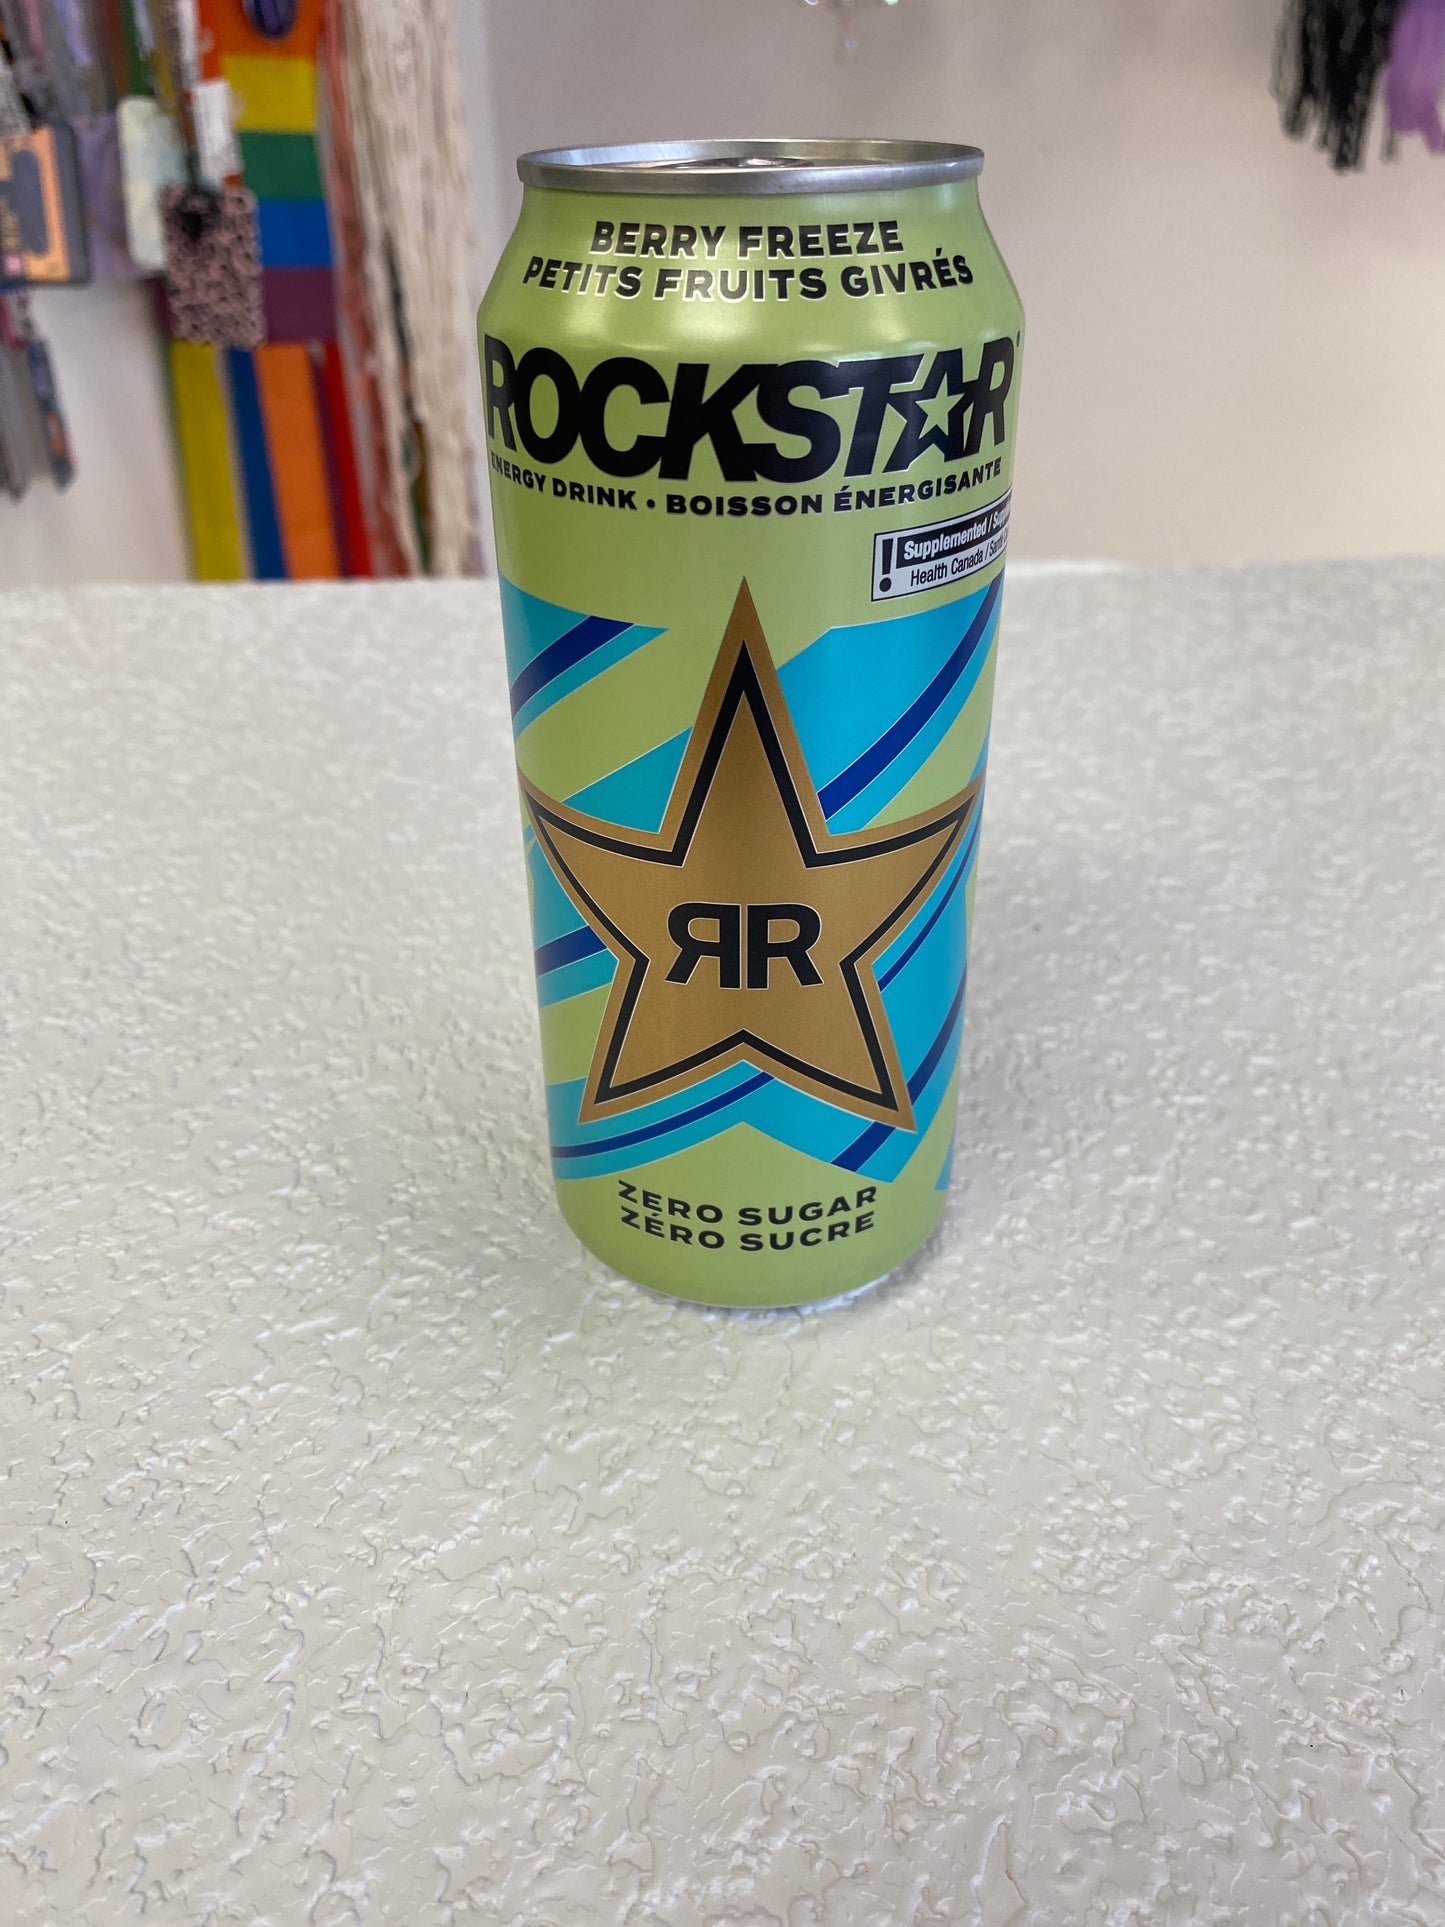 BERRY FREEZE
PETITS FRUITS GIVRÉS
ROCKSTAR
ENERGY DRINK • BOISSON ÉNERGISANTE
Supplemented /
Health Canada /
RR
ZERO SUGAR
ZÉRO SUCRE